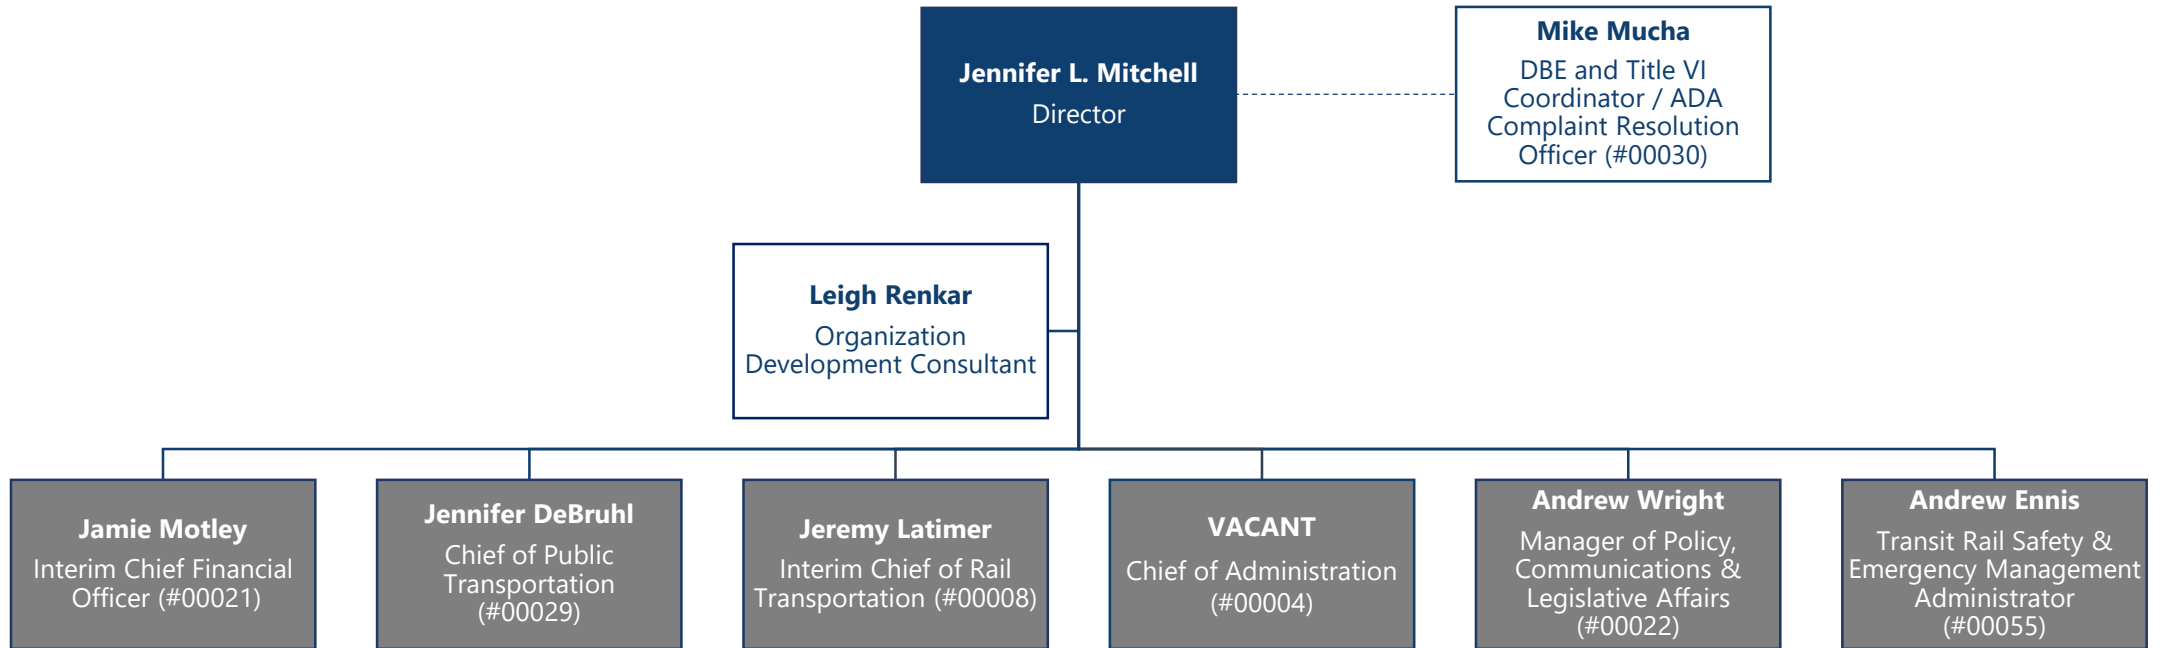 Jennifer L. Mitchell
Director
Mike Mucha
DBE and Title VI
Coordinator / ADA
Complaint Resolution
Officer (#00030)
Leigh Renkar
Organization
Development Consultant
Jamie Motley
Interim Chief Financial
Officer (#00021)
Jennifer DeBruhl
Chief of Public
Transportation
(#00029)
Jeremy Latimer
Interim Chief of Rail
Transportation (#00008)
VACANT
Chief of Administration
(#00004)
Andrew Wright
Manager of Policy,
Communications &
Legislative Affairs
(#00022)
Andrew Ennis
Transit Rail Safety &
Emergency Management
Administrator
(#00055)